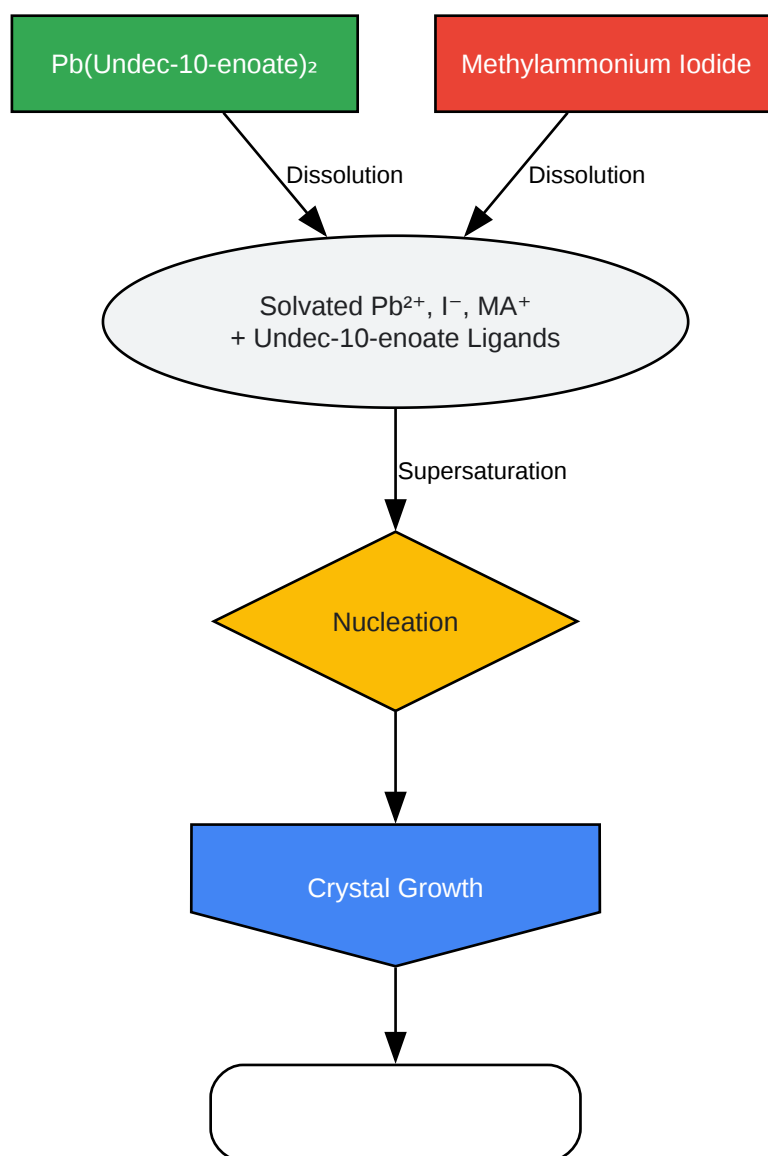 Pb(Undec-10-enoate)₂
Methylammonium Iodide
Dissolution
Dissolution
Solvated Pb²⁺, I⁻, MA⁺
+ Undec-10-enoate Ligands
Supersaturation
Nucleation
Crystal Growth